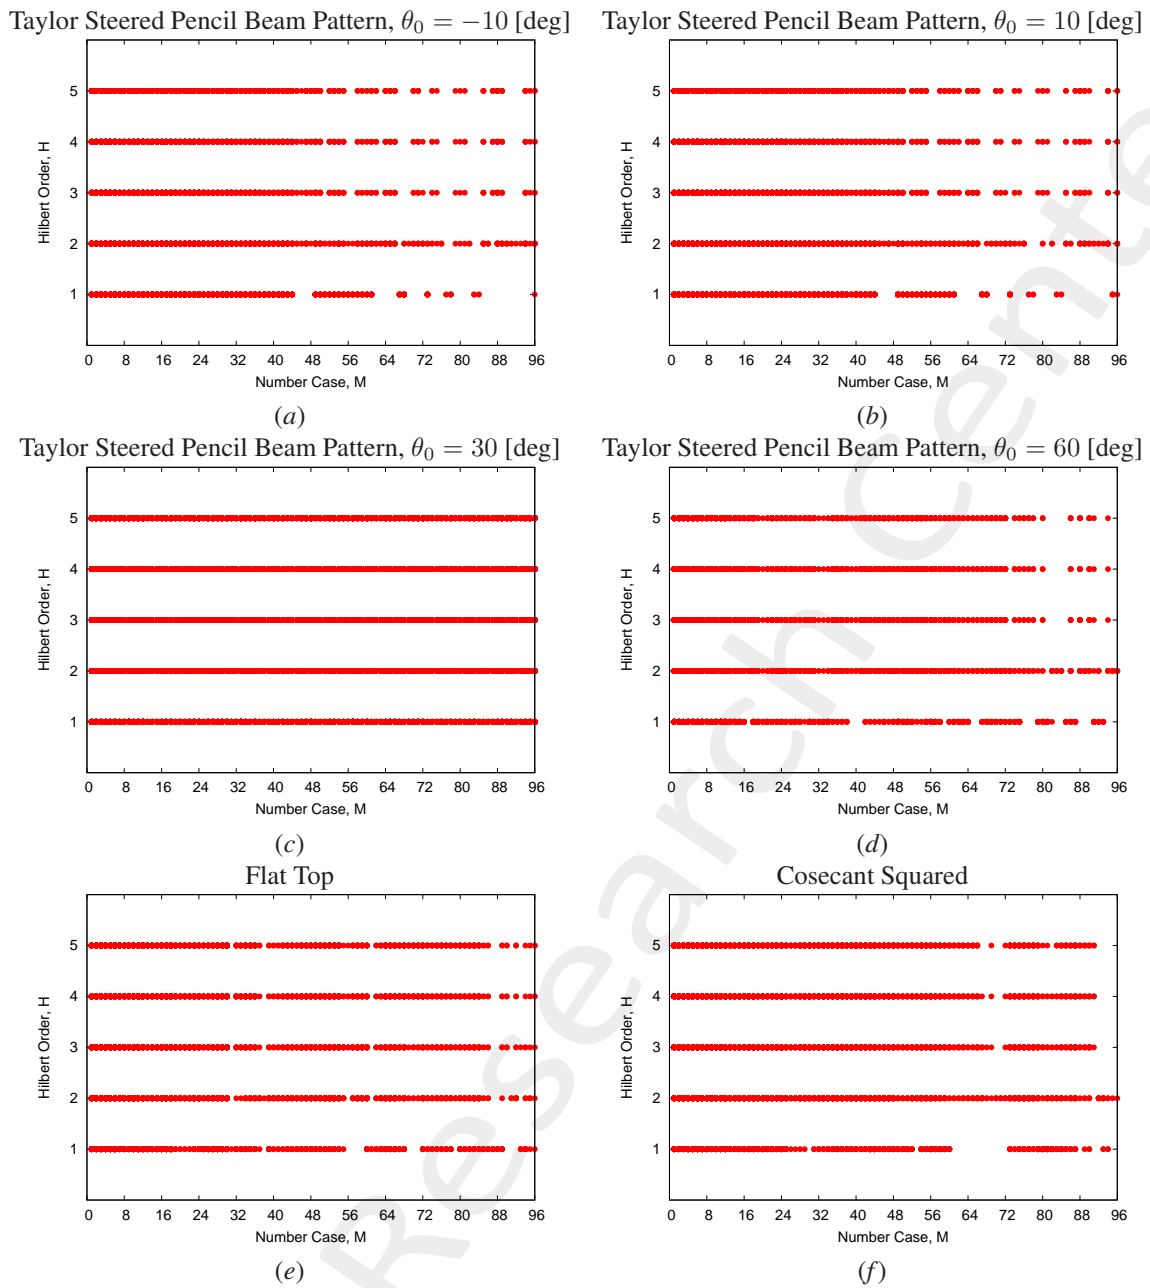 Taylor Steered Pencil Beam Pattern, θ0 = −10 [deg]
5
4
3
2
1
Hilbert Order, H
0 8 16 24 32 40 48 56 64 72 80 88 96
Number Case, M
(a)
Taylor Steered Pencil Beam Pattern, θ0 = 10 [deg]
5
4
3
2
1
Hilbert Order, H
0 8 16 24 32 40 48 56 64 72 80 88 96
Number Case, M
(b)
Taylor Steered Pencil Beam Pattern, θ0 = 30 [deg]
5
4
3
2
1
Hilbert Order, H
0 8 16 24 32 40 48 56 64 72 80 88 96
Number Case, M
(c)
Taylor Steered Pencil Beam Pattern, θ0 = 60 [deg]
5
4
3
2
1
Hilbert Order, H
0 8 16 24 32 40 48 56 64 72 80 88 96
Number Case, M
(d)
Flat Top
5
4
3
2
1
Hilbert Order, H
0 8 16 24 32 40 48 56 64 72 80 88 96
Number Case, M
(e)
Cosecant Squared
5
4
3
2
1
Hilbert Order, H
0 8 16 24 32 40 48 56 64 72 80 88 96
Number Case, M
(f)
Research Cente